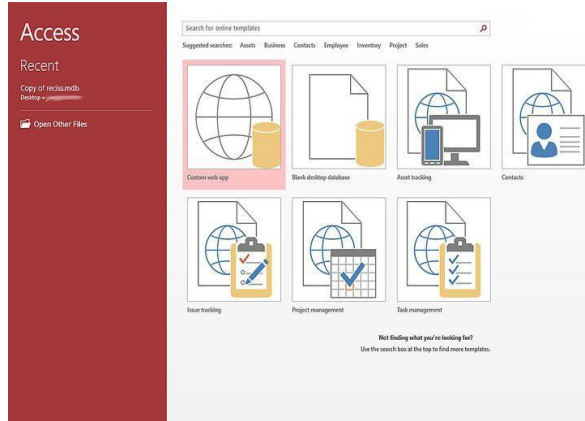 Access
Recent
Copy of reciss.mdb
Desktop »
Open Other Files
Search for online templates
Suggested searches: Assets Business Contacts Employee Inventory Project Sales
Custom web app
Blank desktop database
Asset tracking
Contacts
Issue tracking
Project management
Task management
Not finding what you're looking for?
Use the search box at the top to find more templates.